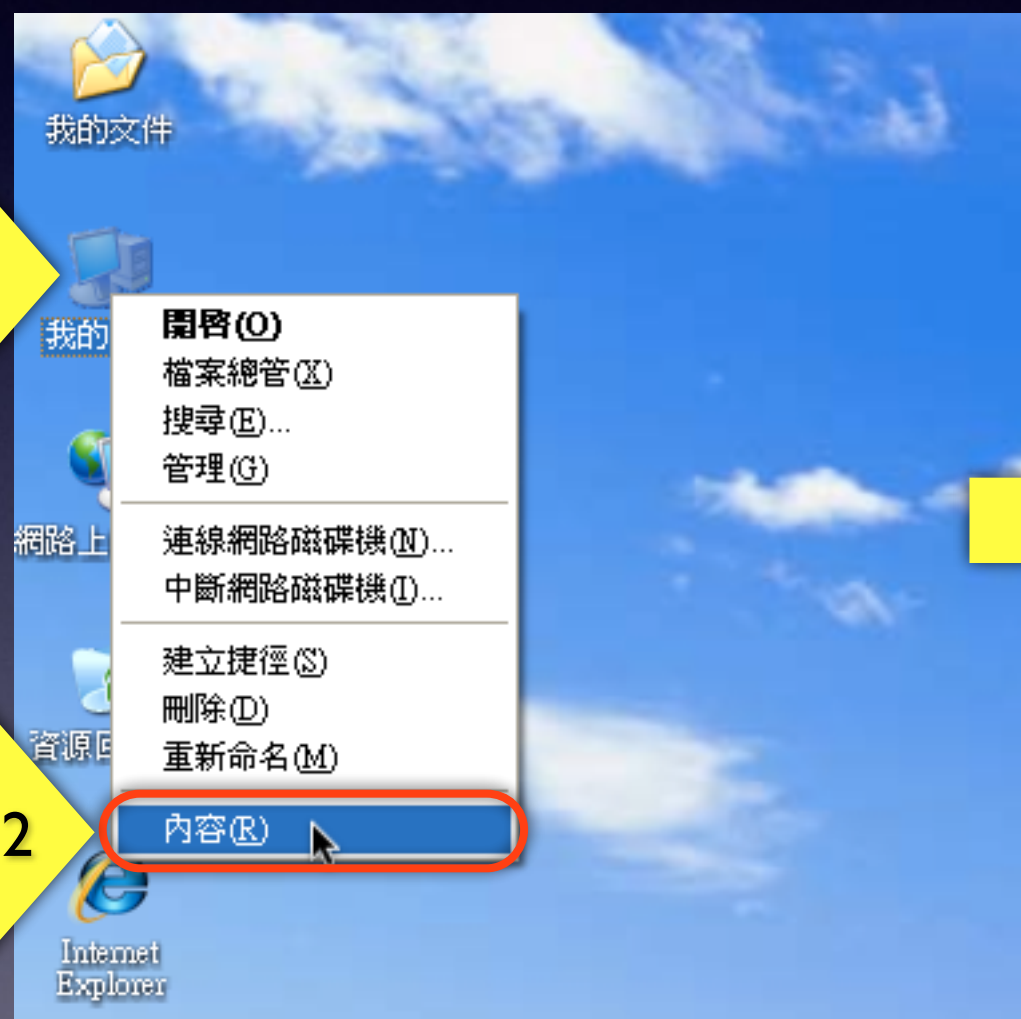 我的文件
我的
開啓(O)
檔案總管(X)
搜尋(E)...
管理(G)
網路上
連線網路磁碟機(N)...
中斷網路磁碟機(I)...
建立捷徑(S)
刪除(D)
資源
重新命名(M)
2
內容(R)
Internet
Explorer